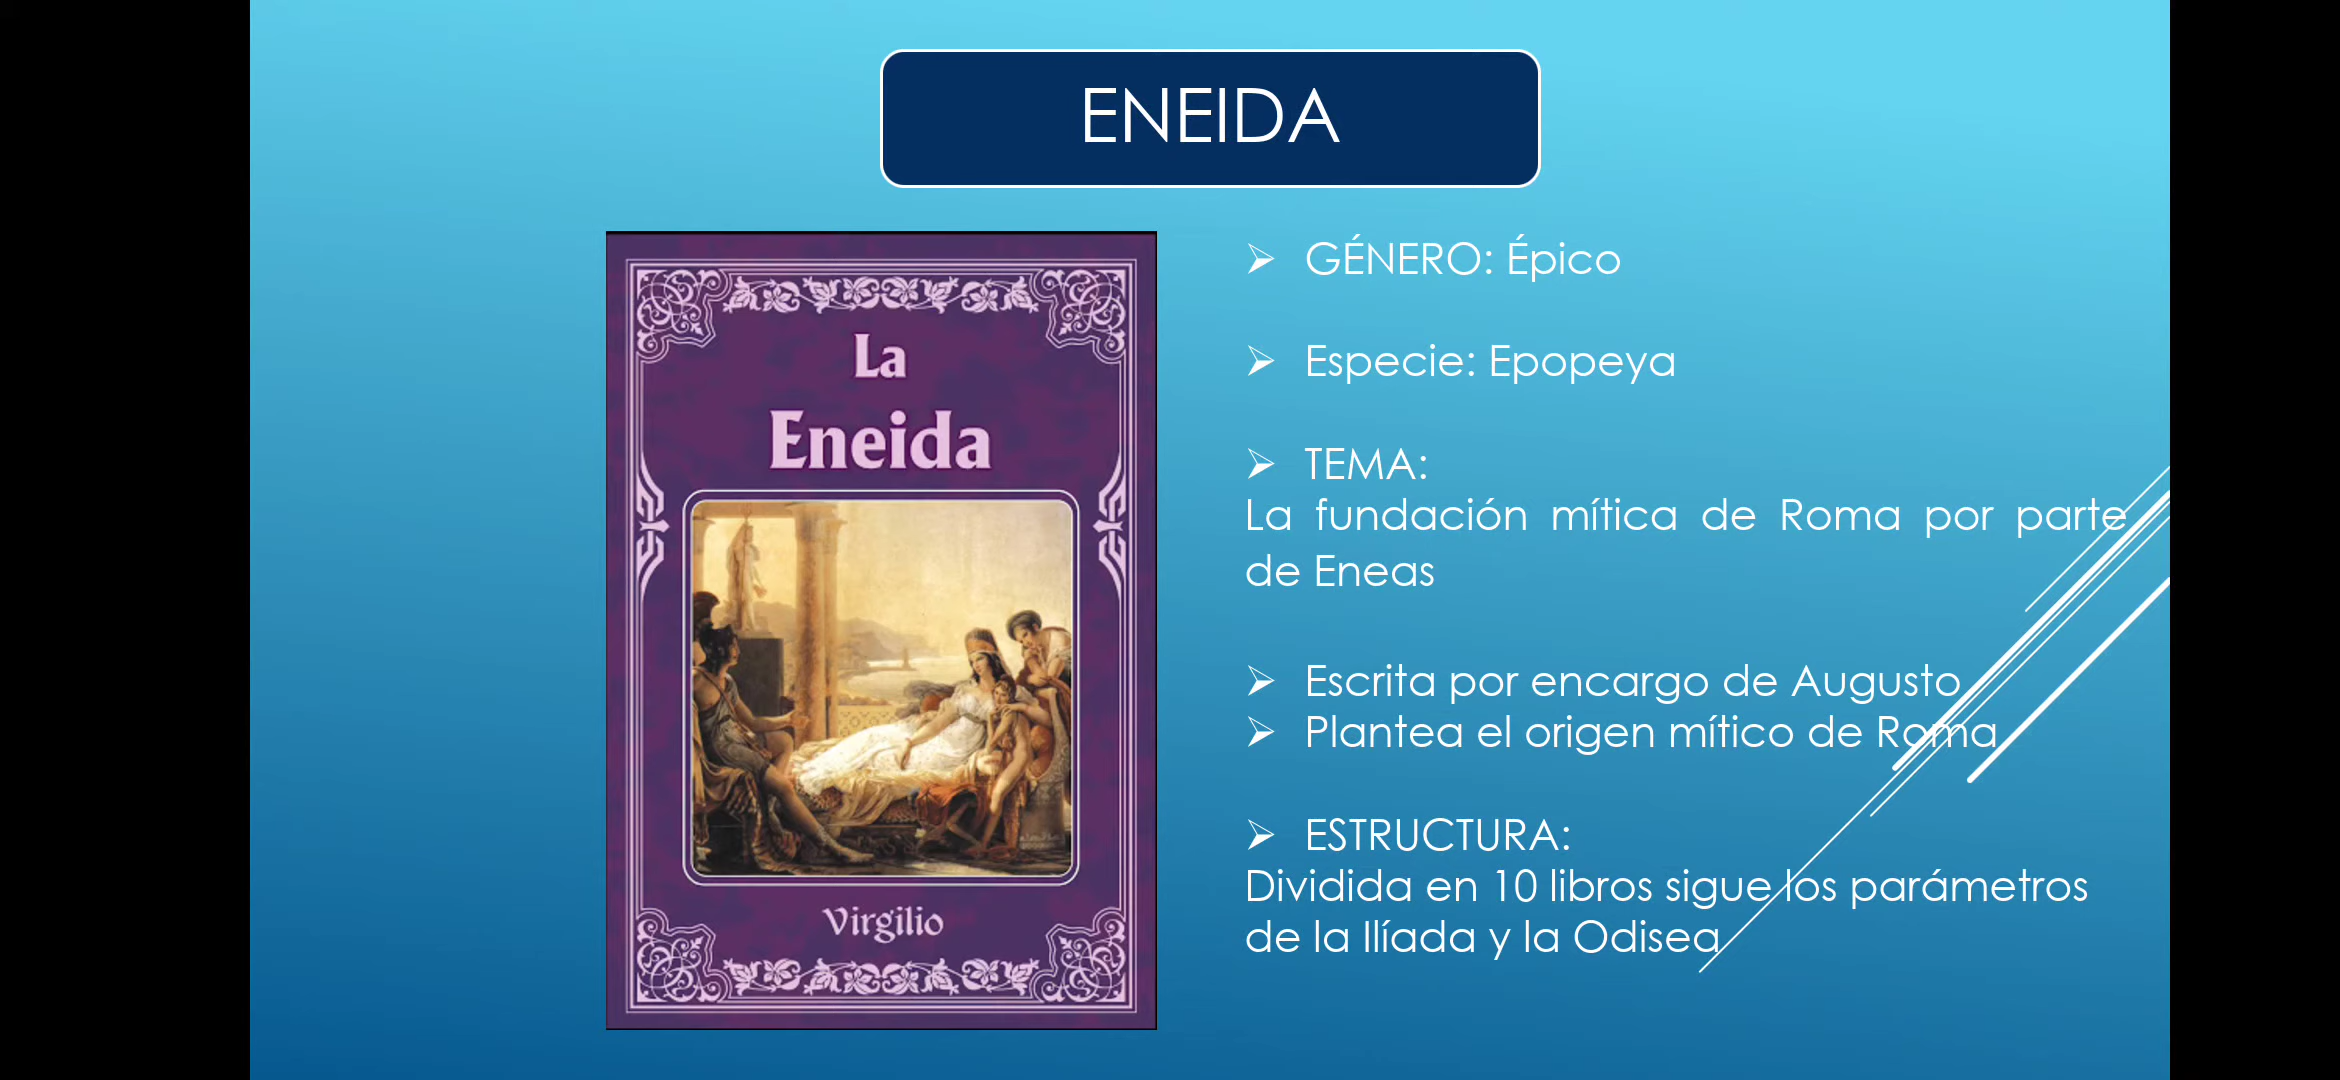 ENEIDA
La
Eneida
Virgilio
GÉNERO: Épico
Especie: Epopeya
TEMA:
La fundación mítica de Roma por parte
de Eneas
Escrita por encargo de Augusto
Plantea el origen mítico de Roma
ESTRUCTURA:
Dividida en 10 libros sigue los parámetros
de la Ilíada y la Odisea